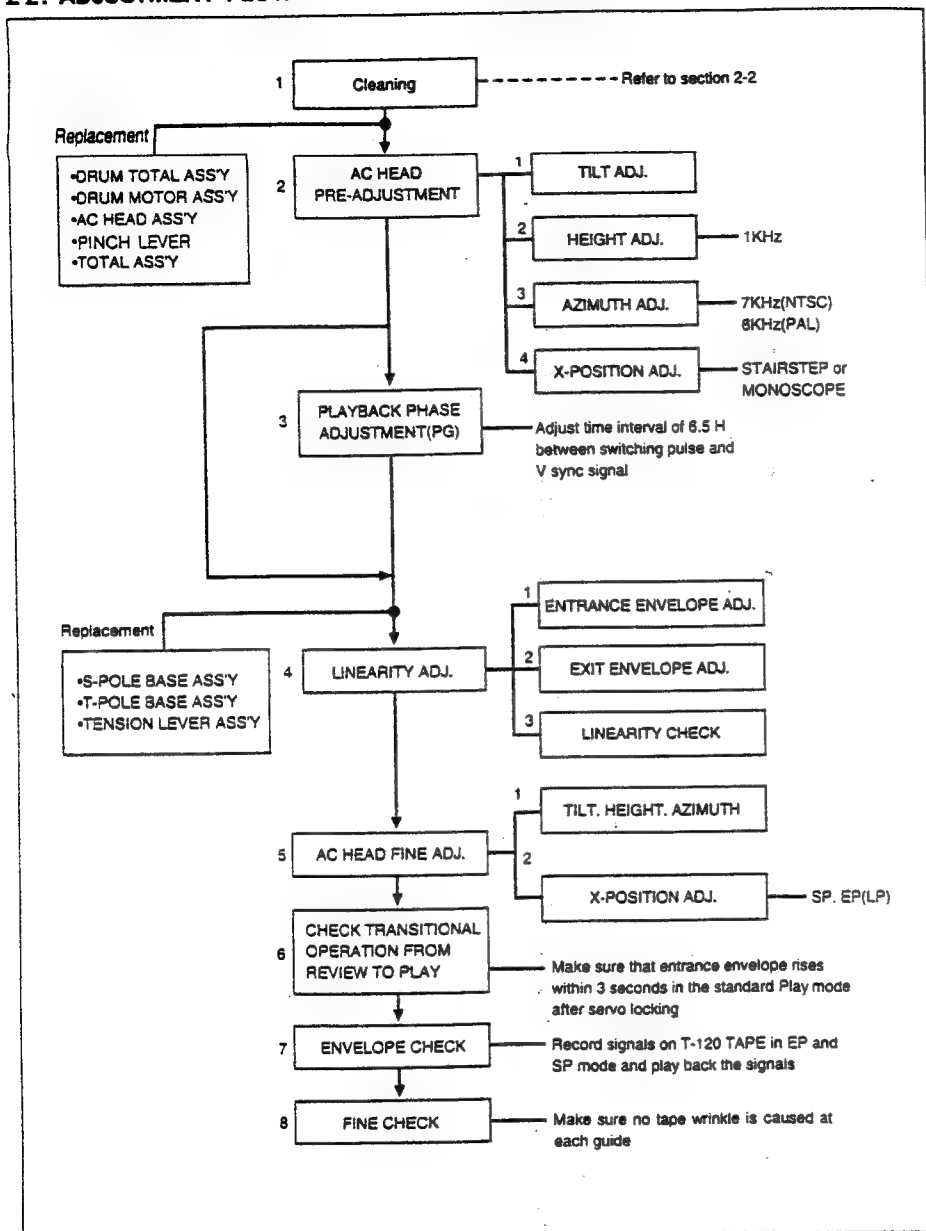 1 Cleaning Refer to section 2-2
Replacement
•DRUM TOTAL ASS'Y
•DRUM MOTOR ASS'Y
•AC HEAD ASS'Y
•PINCH LEVER
•TOTAL ASS'Y
2 AC HEAD
PRE-ADJUSTMENT
1 TILT ADJ.
2 HEIGHT ADJ. 1KHz
3 AZIMUTH ADJ. 7KHz(NTSC)
6KHz(PAL)
4 X-POSITION ADJ. STAIRSTEP or
MONOSCOPE
3 PLAYBACK PHASE
ADJUSTMENT(PG)
Adjust time interval of 6.5 H
between switching pulse and
V sync signal
Replacement
•S-POLE BASE ASS'Y
•T-POLE BASE ASS'Y
•TENSION LEVER ASS'Y
4 LINEARITY ADJ.
1 ENTRANCE ENVELOPE ADJ.
2 EXIT ENVELOPE ADJ.
3 LINEARITY CHECK
5 AC HEAD FINE ADJ.
1 TILT. HEIGHT. AZIMUTH
2 X-POSITION ADJ. SP. EP(LP)
6 CHECK TRANSITIONAL
OPERATION FROM
REVIEW TO PLAY
Make sure that entrance envelope rises
within 3 seconds in the standard Play mode
after servo locking
7 ENVELOPE CHECK
Record signals on T-120 TAPE in EP and
SP mode and play back the signals
8 FINE CHECK
Make sure no tape wrinkle is caused at
each guide